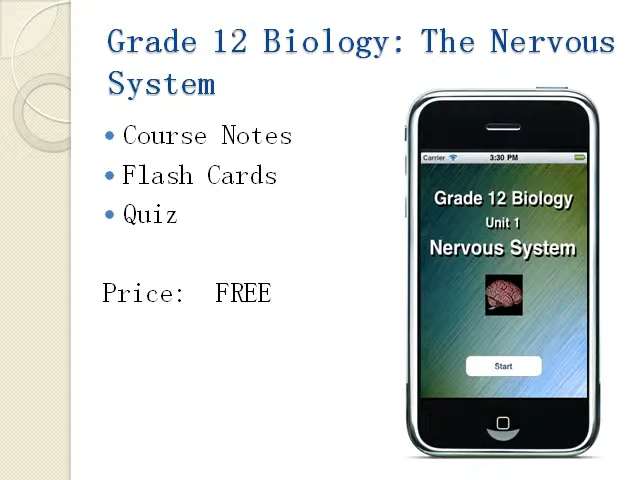 Grade 12 Biology: The Nervous
System
Course Notes
Flash Cards
Quiz
Price: FREE
Carrier 3:30 PM
Grade 12 Biology
Unit 1
Nervous System
Start